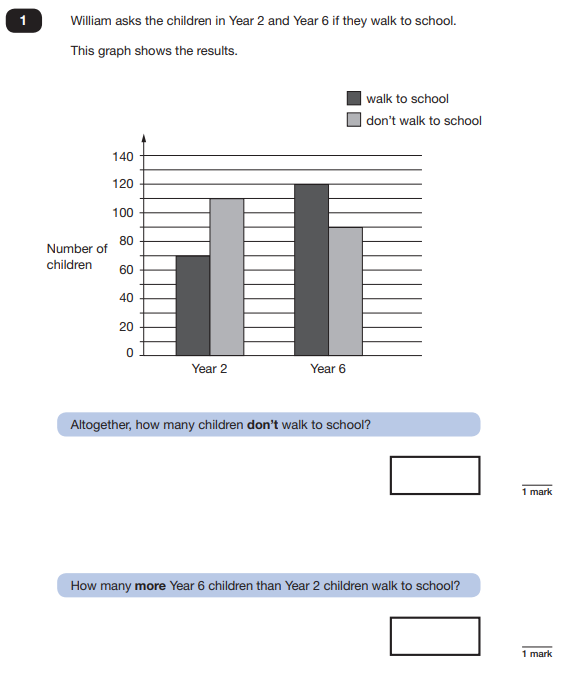 1
William asks the children in Year 2 and Year 6 if they walk to school.
This graph shows the results.
walk to school
don't walk to school
140
120
100
80
60
40
20
0
Number of
children
Year 2
Year 6
Altogether, how many children don't walk to school?
1 mark
How many more Year 6 children than Year 2 children walk to school?
1 mark